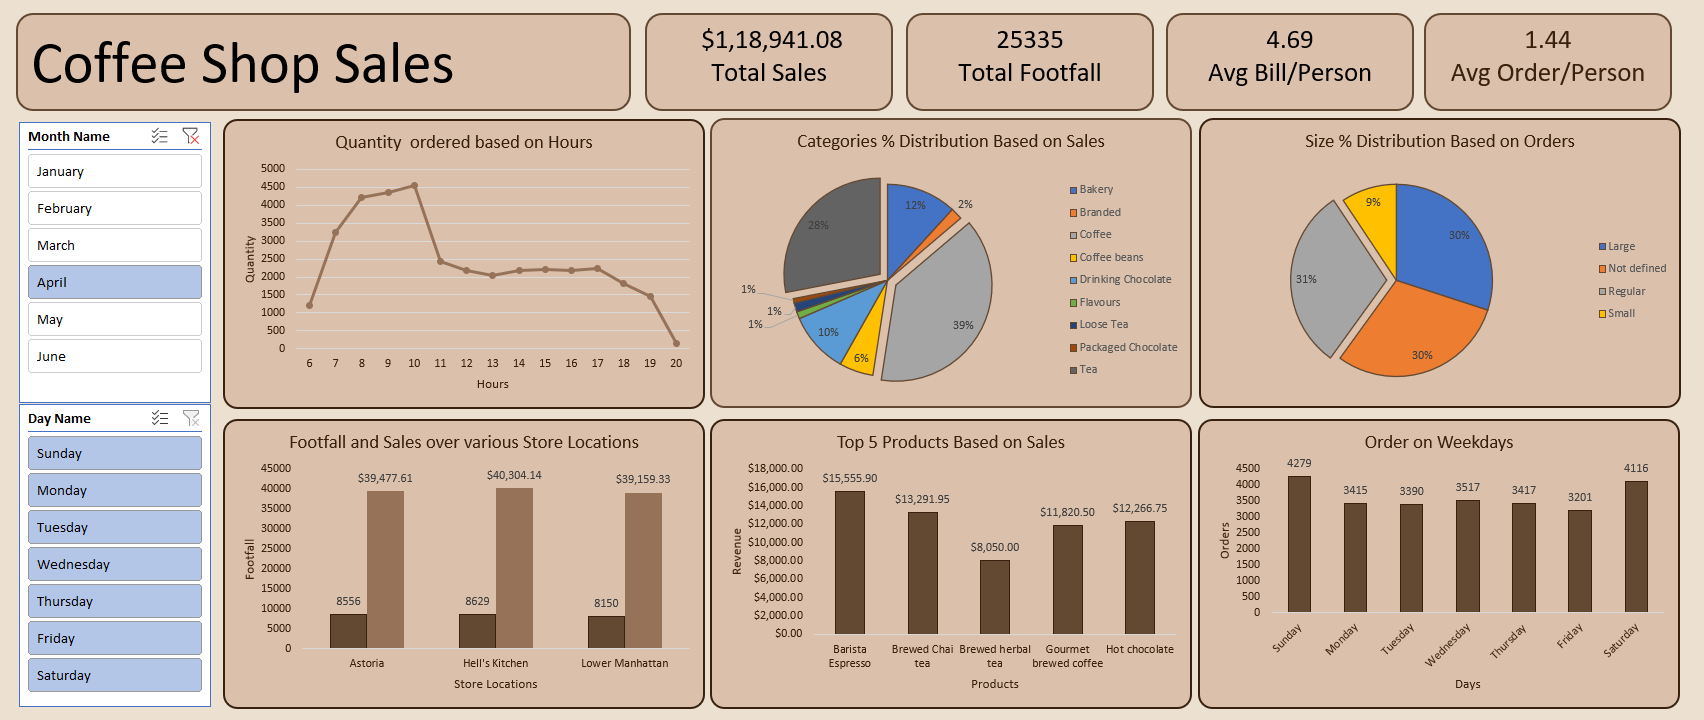 Coffee Shop Sales
$1,18,941.08
Total Sales
25335
Total Footfall
4.69
Avg Bill/Person
1.44
Avg Order/Person
Month Name
January
February
March
April
May
June
Day Name
Sunday
Monday
Tuesday
Wednesday
Thursday
Friday
Saturday
Quantity ordered based on Hours
Quantity
5000
4500
4000
3500
3000
2500
2000
1500
1000
500
0
6 7 8 9 10 11 12 13 14 15 16 17 18 19 20
Hours
Categories % Distribution Based on Sales
12%
2%
39%
6%
10%
1%
1%
1%
28%
Bakery
Branded
Coffee
Coffee beans
Drinking Chocolate
Flavours
Loose Tea
Packaged Chocolate
Tea
Size % Distribution Based on Orders
30%
30%
31%
9%
Large
Not defined
Regular
Small
Footfall and Sales over various Store Locations
Footfall
45000
40000
35000
30000
25000
20000
15000
10000
5000
0
8556 $39,477.61
8629 $40,304.14
8150 $39,159.33
Astoria Hell's Kitchen Lower Manhattan
Store Locations
Top 5 Products Based on Sales
Revenue
$18,000.00
$16,000.00
$14,000.00
$12,000.00
$10,000.00
$8,000.00
$6,000.00
$4,000.00
$2,000.00
$0.00
$15,555.90
$13,291.95
$8,050.00
$11,820.50
$12,266.75
Barista
Espresso
Brewed Chai
tea
Brewed herbal
tea
Gourmet
brewed coffee
Hot chocolate
Products
Order on Weekdays
Orders
4500
4000
3500
3000
2500
2000
1500
1000
500
0
4279
3415
3390
3517
3417
3201
4116
Sunday
Monday
Tuesday
Wednesday
Thursday
Friday
Saturday
Days